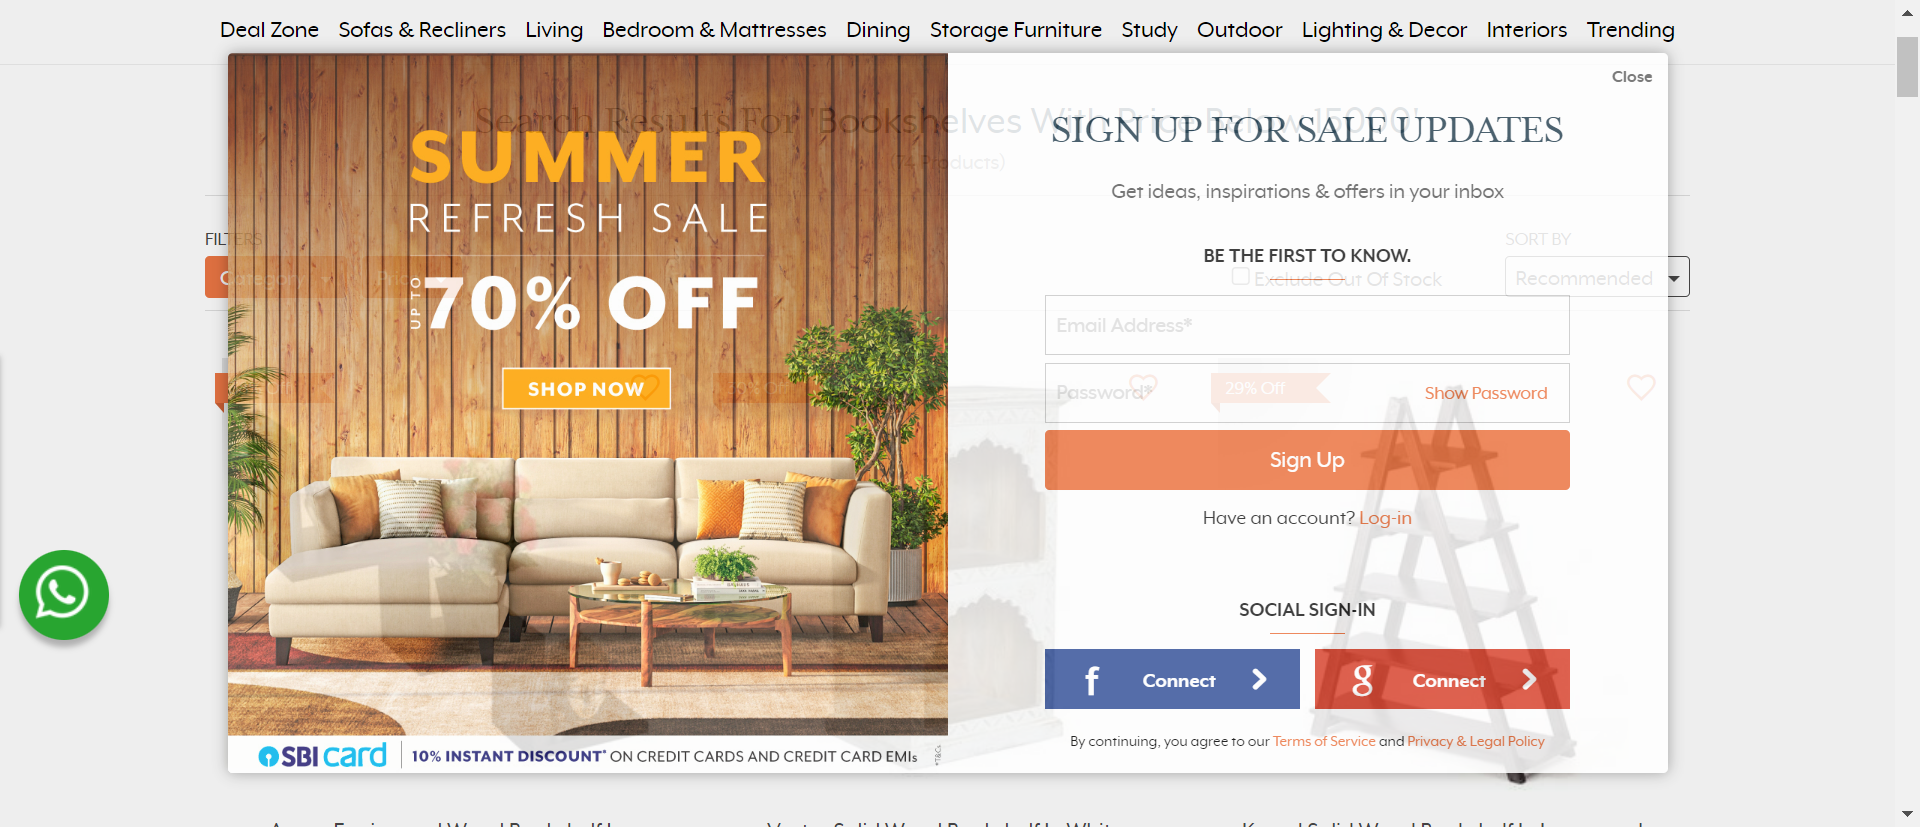 Deal Zone Sofas & Recliners Living Bedroom & Mattresses Dining Storage Furniture Study Outdoor Lighting & Decor Interiors Trending
Close
Search Results For 'Bookshelves With Price Below 15000'
SUMMER
REFRESH SALE
UP TO 70% OFF
SHOP NOW
SBI card 10% INSTANT DISCOUNT* ON CREDIT CARDS AND CREDIT CARD EMIs *T&Cs
SIGN UP FOR SALE UPDATES
Get ideas, inspirations & offers in your inbox
BE THE FIRST TO KNOW.
Email Address*
Password* Show Password
Sign Up
Have an account? Log-in
SOCIAL SIGN-IN
f Connect g Connect
By continuing, you agree to our Terms of Service and Privacy & Legal Policy
FILTERS
Category Price
SORT BY
Exclude Out Of Stock
Recommended
29% Off